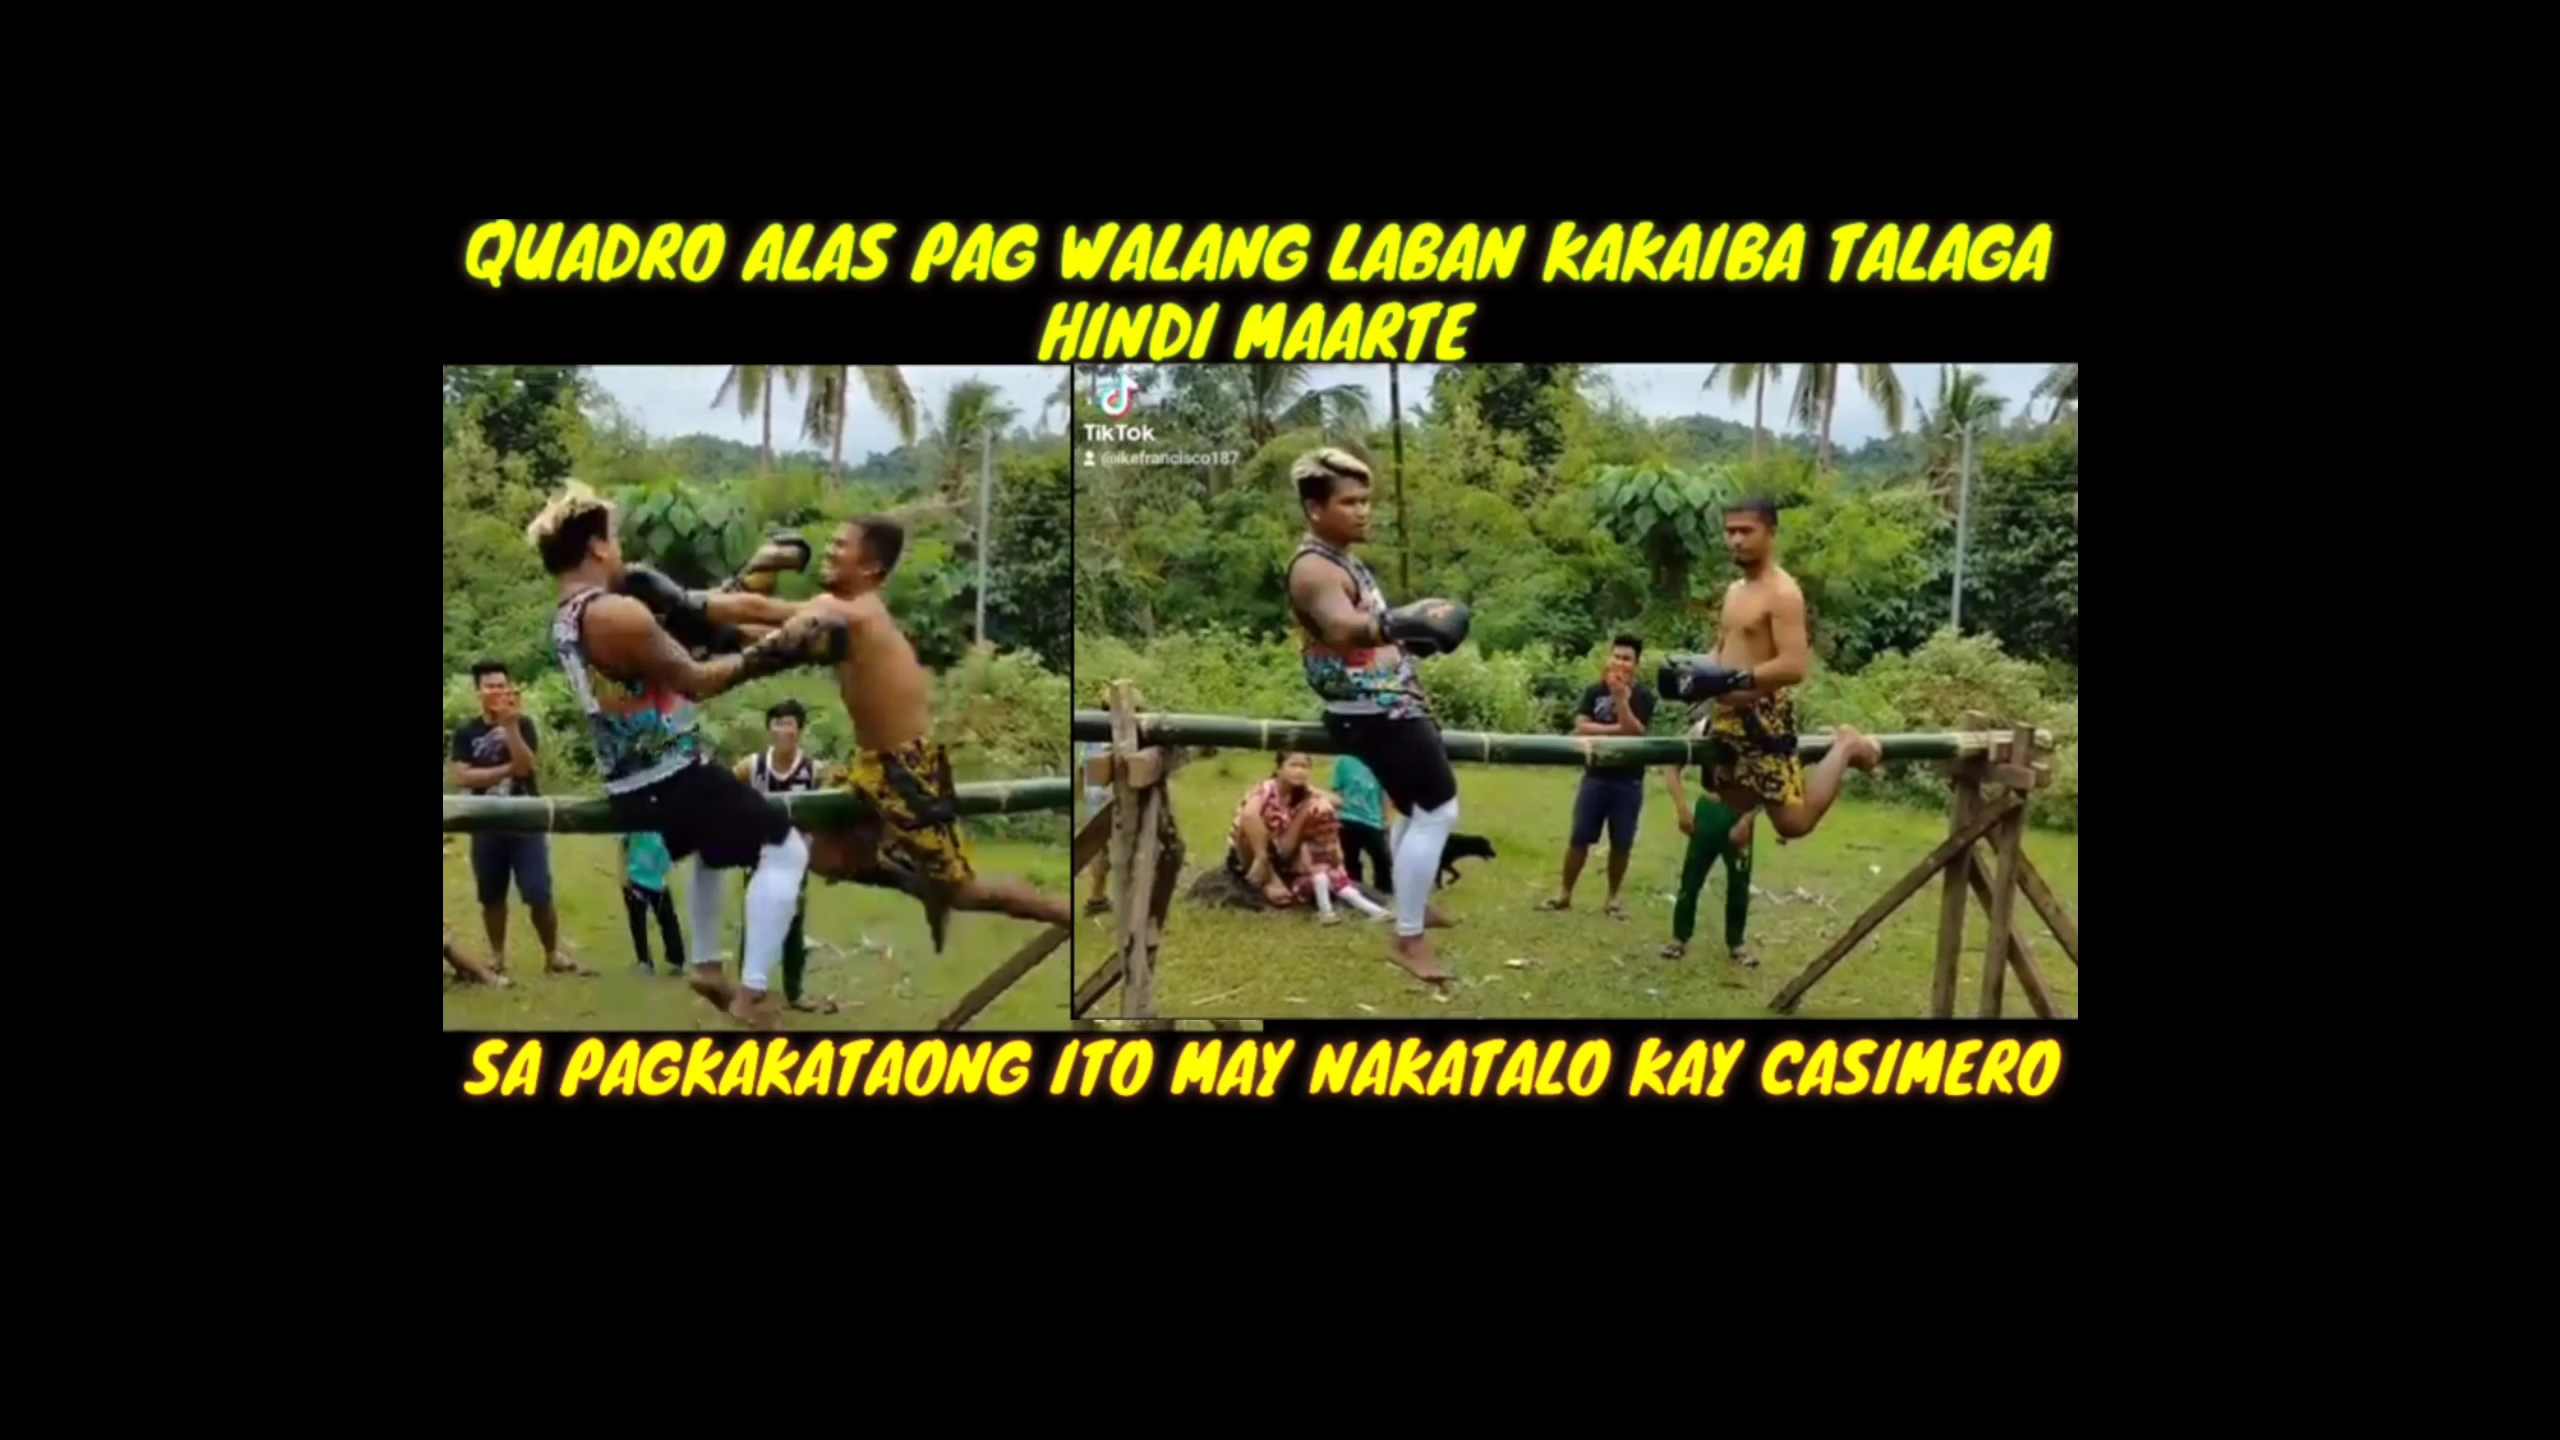 QUADRO ALAS PAG WALANG LABAN KAKAIBA TALAGA
HINDI MAARTE
TikTok
@ikefrancisco187
SA PAGKAKATAONG ITO MAY NAKATALO KAY CASIMERO